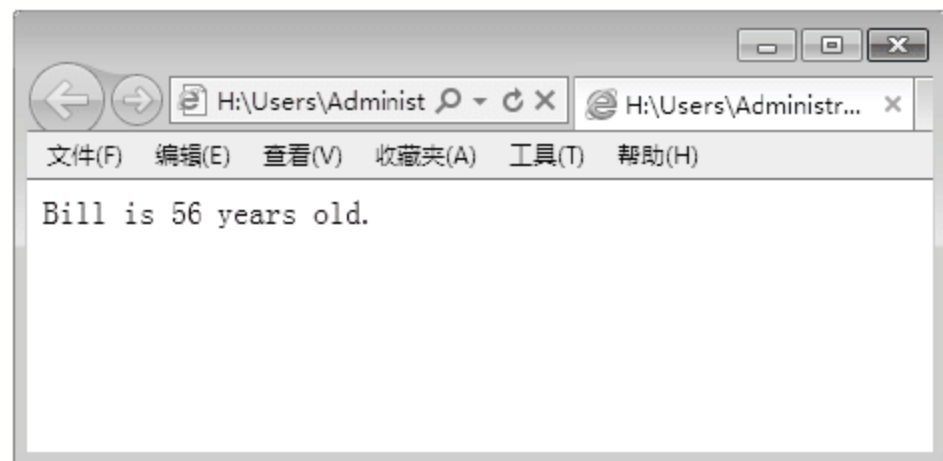 H:\Users\Administ
H:\Users\Administr...
文件(F) 编辑(E) 查看(V) 收藏夹(A) 工具(T) 帮助(H)
Bill is 56 years old.